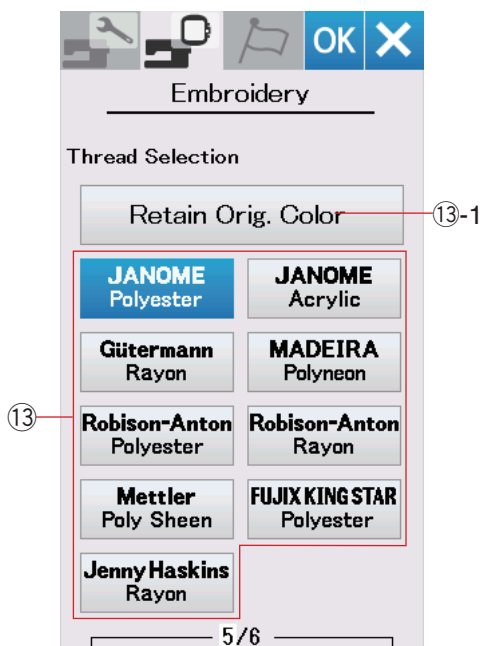 OK
Embroidery
Thread Selection
Retain Orig. Color
⑬-1
JANOME
Polyester
JANOME
Acrylic
Gütermann
Rayon
MADEIRA
Polyneon
⑬
Robison-Anton
Polyester
Robison-Anton
Rayon
Mettler
Poly Sheen
FUJIX KING STAR
Polyester
Jenny Haskins
Rayon
5/6